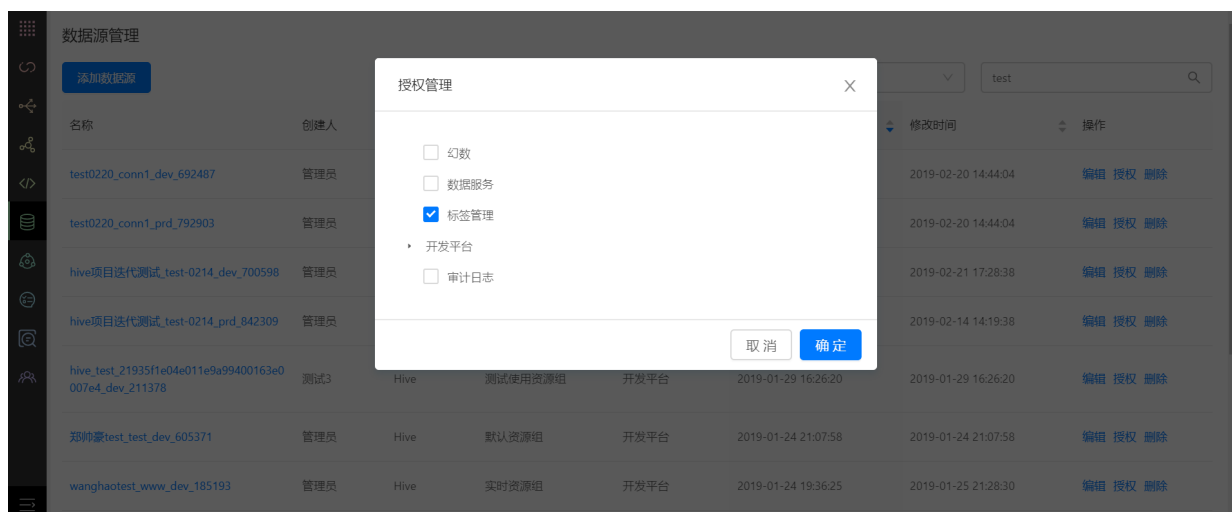 数据源管理
添加数据源
test
授权管理
名称
创建人
修改时间
操作
幻数
数据服务
标签管理
开发平台
审计日志
取消
确定
test0220_conn1_dev_692487 管理员 2019-02-20 14:44:04 编辑 授权 删除
test0220_conn1_prd_792903 管理员 2019-02-20 14:44:04 编辑 授权 删除
hive项目迭代测试_test-0214_dev_700598 管理员 2019-02-21 17:28:38 编辑 授权 删除
hive项目迭代测试_test-0214_prd_842309 管理员 2019-02-14 14:19:38 编辑 授权 删除
hive_test_21935f1e04e011e9a99400163e0
007e4_dev_211378 测试3 Hive 测试使用资源组 开发平台 2019-01-29 16:26:20 2019-01-29 16:26:20 编辑 授权 删除
郑帅豪test_test_dev_605371 管理员 Hive 默认资源组 开发平台 2019-01-24 21:07:58 2019-01-24 21:07:58 编辑 授权 删除
wanghaotest_www_dev_185193 管理员 Hive 实时资源组 开发平台 2019-01-24 19:36:25 2019-01-25 21:28:30 编辑 授权 删除